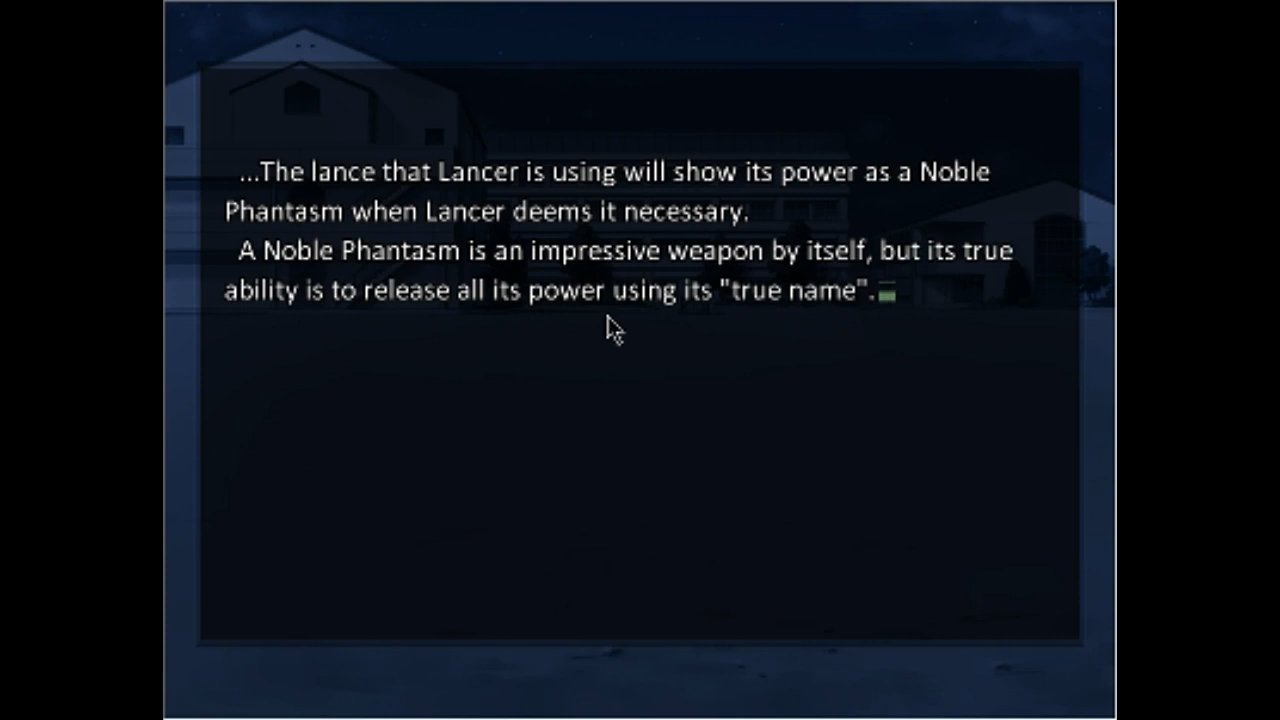 ...The lance that Lancer is using will show its power as a Noble
Phantasm when Lancer deems it necessary.
A Noble Phantasm is an impressive weapon by itself, but its true
ability is to release all its power using its "true name".